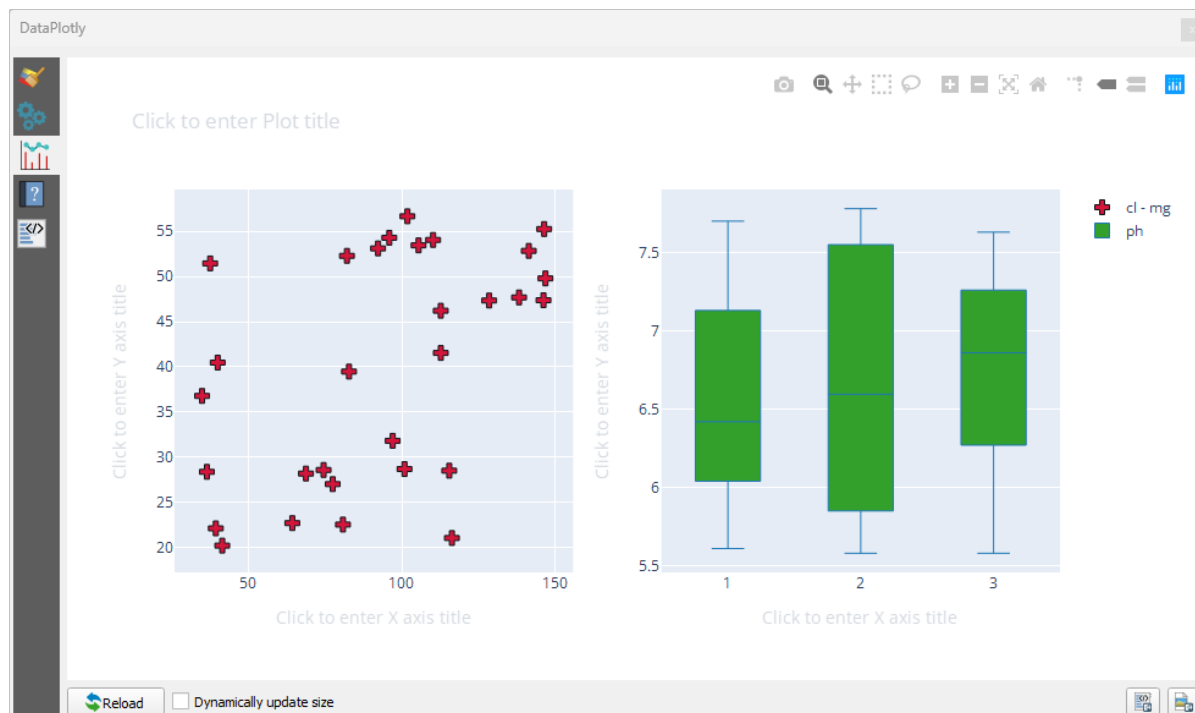 DataPlotly
Click to enter Plot title
55
50
45
40
35
30
25
20
Click to enter Y axis title
50
100
150
Click to enter X axis title
7.5
7
6.5
6
5.5
Click to enter Y axis title
1
2
3
Click to enter X axis title
cl - mg
ph
Reload
Dynamically update size